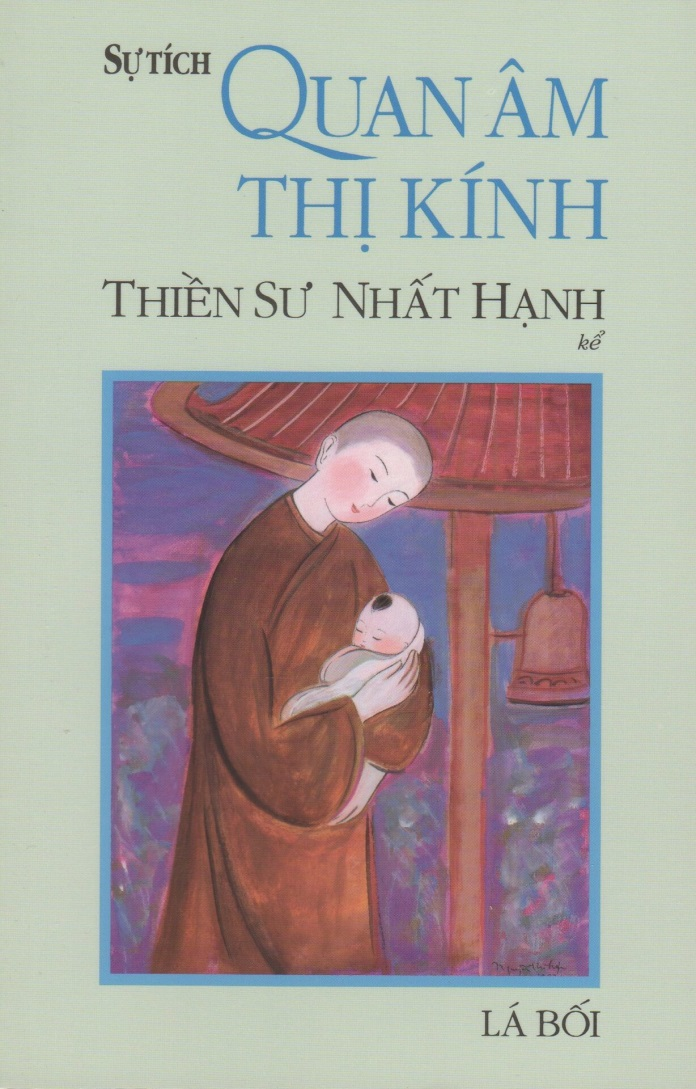 SỰ TÍCH QUAN ÂM
THỊ KÍNH
THIỀN SƯ NHẤT HẠNH
kể
LÁ BỐI